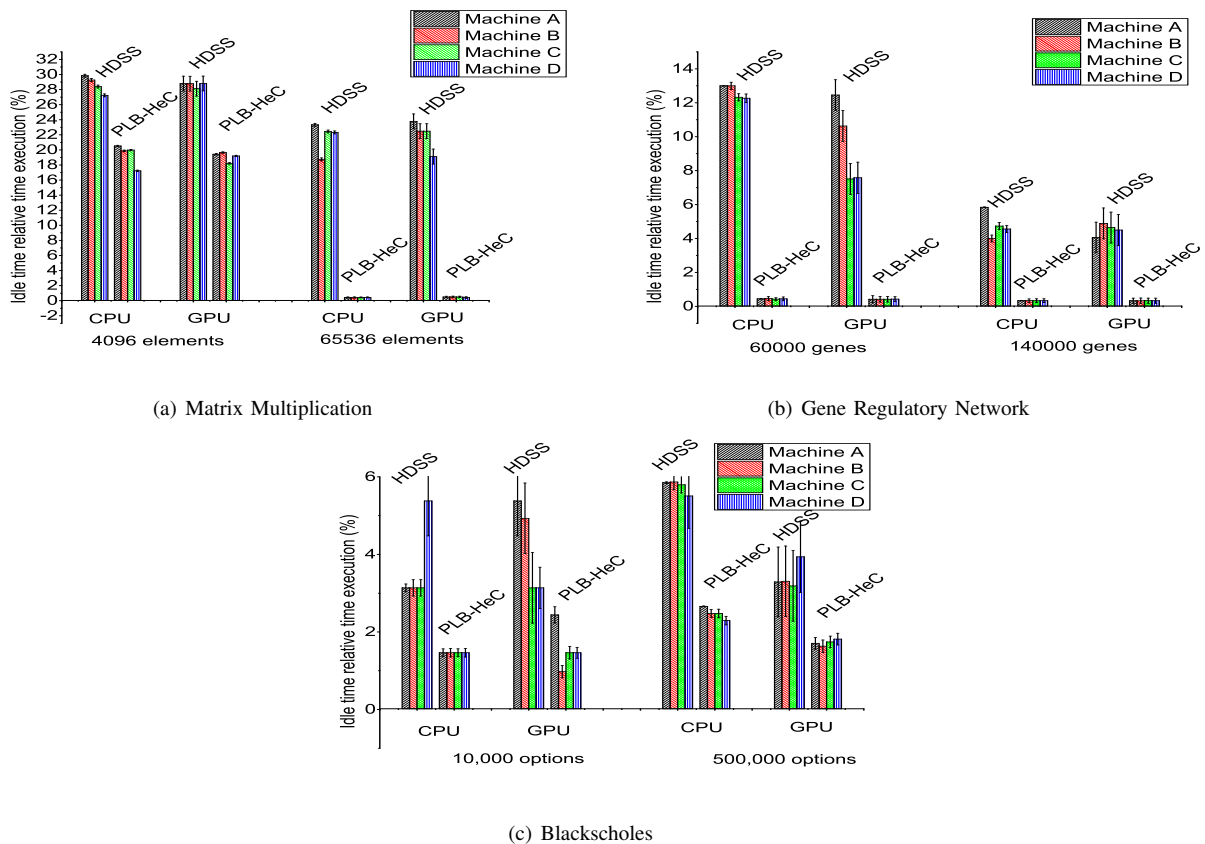 Machine A
Machine B
Machine C
Machine D
Idle time relative time execution (%)
32
30
28
26
24
22
20
18
16
14
12
10
8
6
4
2
0
-2
HDSS
PLB-HeC
HDSS
PLB-HeC
HDSS
PLB-HeC
HDSS
PLB-HeC
CPU GPU CPU GPU
4096 elements 65536 elements
(a) Matrix Multiplication
Machine A
Machine B
Machine C
Machine D
Idle time relative time execution (%)
14
12
10
8
6
4
2
0
HDSS
PLB-HeC
HDSS
PLB-HeC
HDSS
PLB-HeC
HDSS
PLB-HeC
CPU GPU CPU GPU
60000 genes 140000 genes
(b) Gene Regulatory Network
Machine A
Machine B
Machine C
Machine D
Idle time relative time execution (%)
6
4
2
0
HDSS
PLB-HeC
HDSS
PLB-HeC
HDSS
PLB-HeC
HDSS
PLB-HeC
CPU GPU CPU GPU
10,000 options 500,000 options
(c) Blackscholes